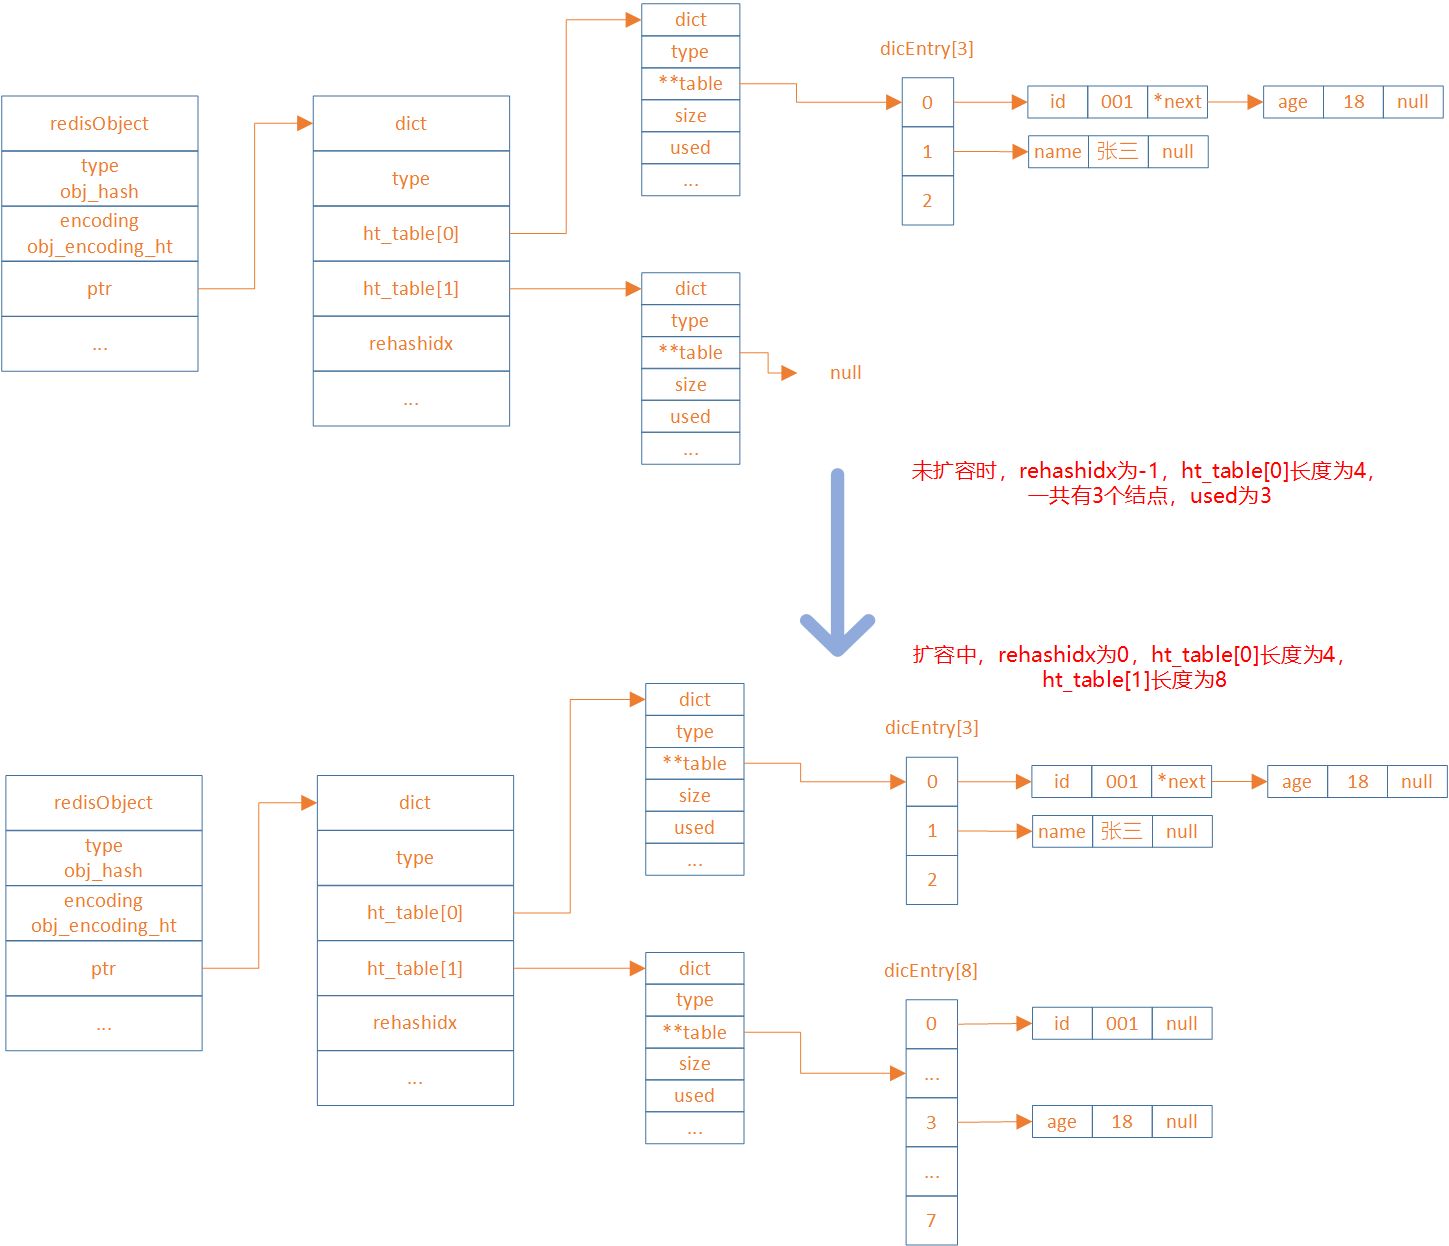 redisObject
type
obj_hash
encoding
obj_encoding_ht
ptr
...
dict
type
ht_table[0]
ht_table[1]
rehashidx
...
dict
type
**table
size
used
...
dicEntry[3]
0
1
2
id 001 *next
age 18 null
name 张三 null
dict
type
**table
size
used
...
null
未扩容时，rehashidx为-1，ht_table[0]长度为4，
一共有3个结点，used为3
扩容中，rehashidx为0，ht_table[0]长度为4，
ht_table[1]长度为8
redisObject
type
obj_hash
encoding
obj_encoding_ht
ptr
...
dict
type
ht_table[0]
ht_table[1]
rehashidx
...
dict
type
**table
size
used
...
dicEntry[3]
0
1
2
id 001 *next
age 18 null
name 张三 null
dict
type
**table
size
used
...
dicEntry[8]
0
...
3
...
7
id 001 null
age 18 null